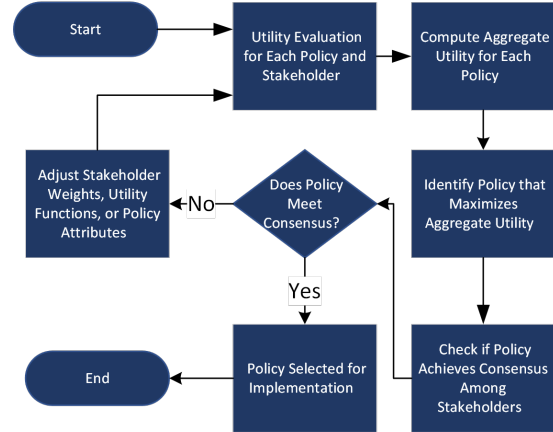 Start
Utility Evaluation
for Each Policy and
Stakeholder
Compute Aggregate
Utility for Each
Policy
Adjust Stakeholder
Weights, Utility
Functions, or Policy
Attributes
No
Does Policy
Meet
Consensus?
Identify Policy that
Maximizes
Aggregate Utility
Yes
End
Policy Selected for
Implementation
Check if Policy
Achieves Consensus
Among
Stakeholders